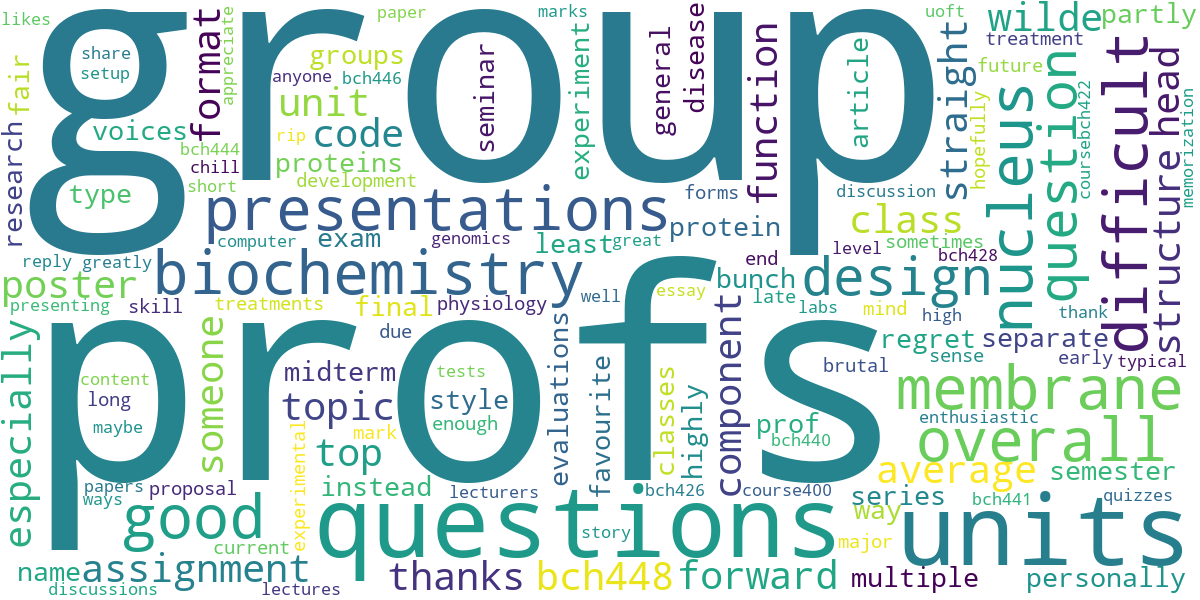 group
profs
likes
share
setup
fair
format
voices
research
type
bch444
chill
short
reply
greatly
appreciate
anyone
rip
groups
unit
code
proteins
development
paper
bch446
seminar
marks
experiment
general
disease
function
article
uoft
straight
wilde
partly
treatment
future
hopefully
nucleus
question
coursebch422
difficult
structure
head
memorization
presentations
computer
exam
genomics
least
great
forms
protein
discussion
class
level
sometimes
bch428
end
poster
presenting
biochemistry
skill
treatments
final
physiology
well
essay
bunch
late
labs
design
mind
high
thank
regret
separate
sense
early
typical
especially
content
long
maybe
someone
due
midterm
topic
tests
style
enough
mark
top
experimental
evaluations
favourite
classes
highly
component
prof
bch440
brutal
membrane
enthusiastic
overall
average
semester
papers
ways
proposal
instead
lecturers
bch426
course400
series
bch441
quizzes
way
good
questions
story
units
current
major
name
assignment
discussions
lectures
thanks
bch448
forward
multiple
personally